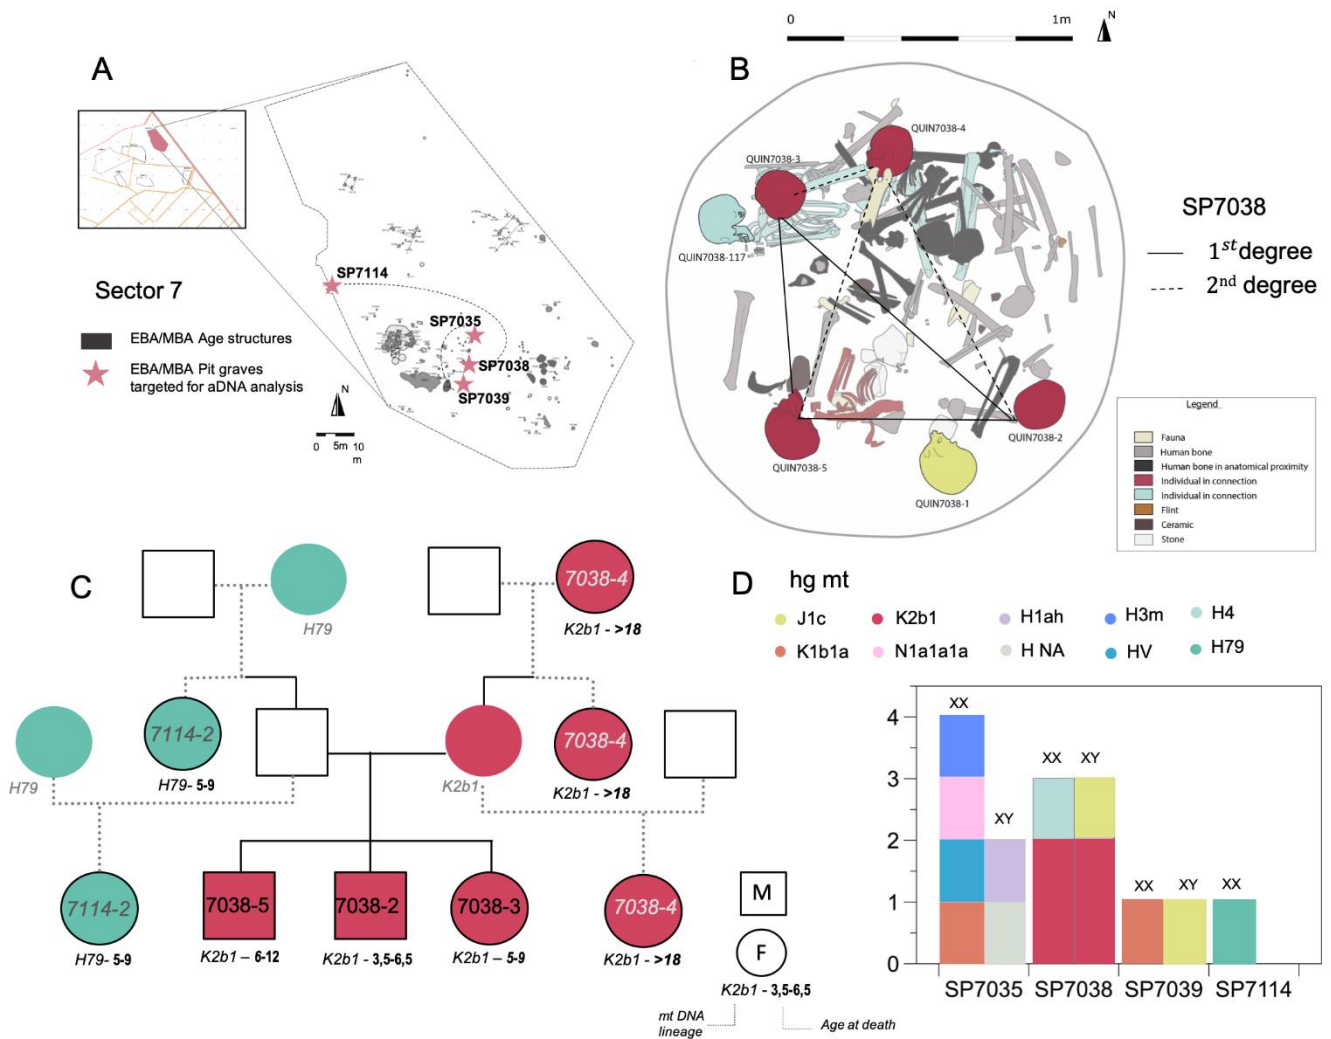 A
Sector 7
EBA/MBA Age structures
EBA/MBA Pit graves
targeted for aDNA analysis
N
0 5m 10
m
SP7114
SP7035
SP7038
SP7039
0 1m
N
B
QUIN7038-4
QUIN7038-3
QUIN7038-117
QUIN7038-5
QUIN7038-1
QUIN7038-2
SP7038
1st degree
2nd degree
Legend
Fauna
Human bone
Human bone in anatomical proximity
Individual in connection
Individual in connection
Flint
Ceramic
Stone
C
H79
7038-4
K2b1 - >18
H79
7114-2
H79- 5-9
K2b1
7038-4
K2b1 - >18
7114-2
H79- 5-9
7038-5
K2b1 – 6-12
7038-2
K2b1 - 3,5-6,5
7038-3
K2b1 – 5-9
7038-4
K2b1 - >18
M
F
K2b1 - 3,5-6,5
mt DNA
lineage
Age at death
D
hg mt
J1c K2b1 H1ah H3m H4
K1b1a N1a1a1a H NA HV H79
4
3
2
1
0
XX
XY
XX XY
XX XY
XX
SP7035 SP7038 SP7039 SP7114